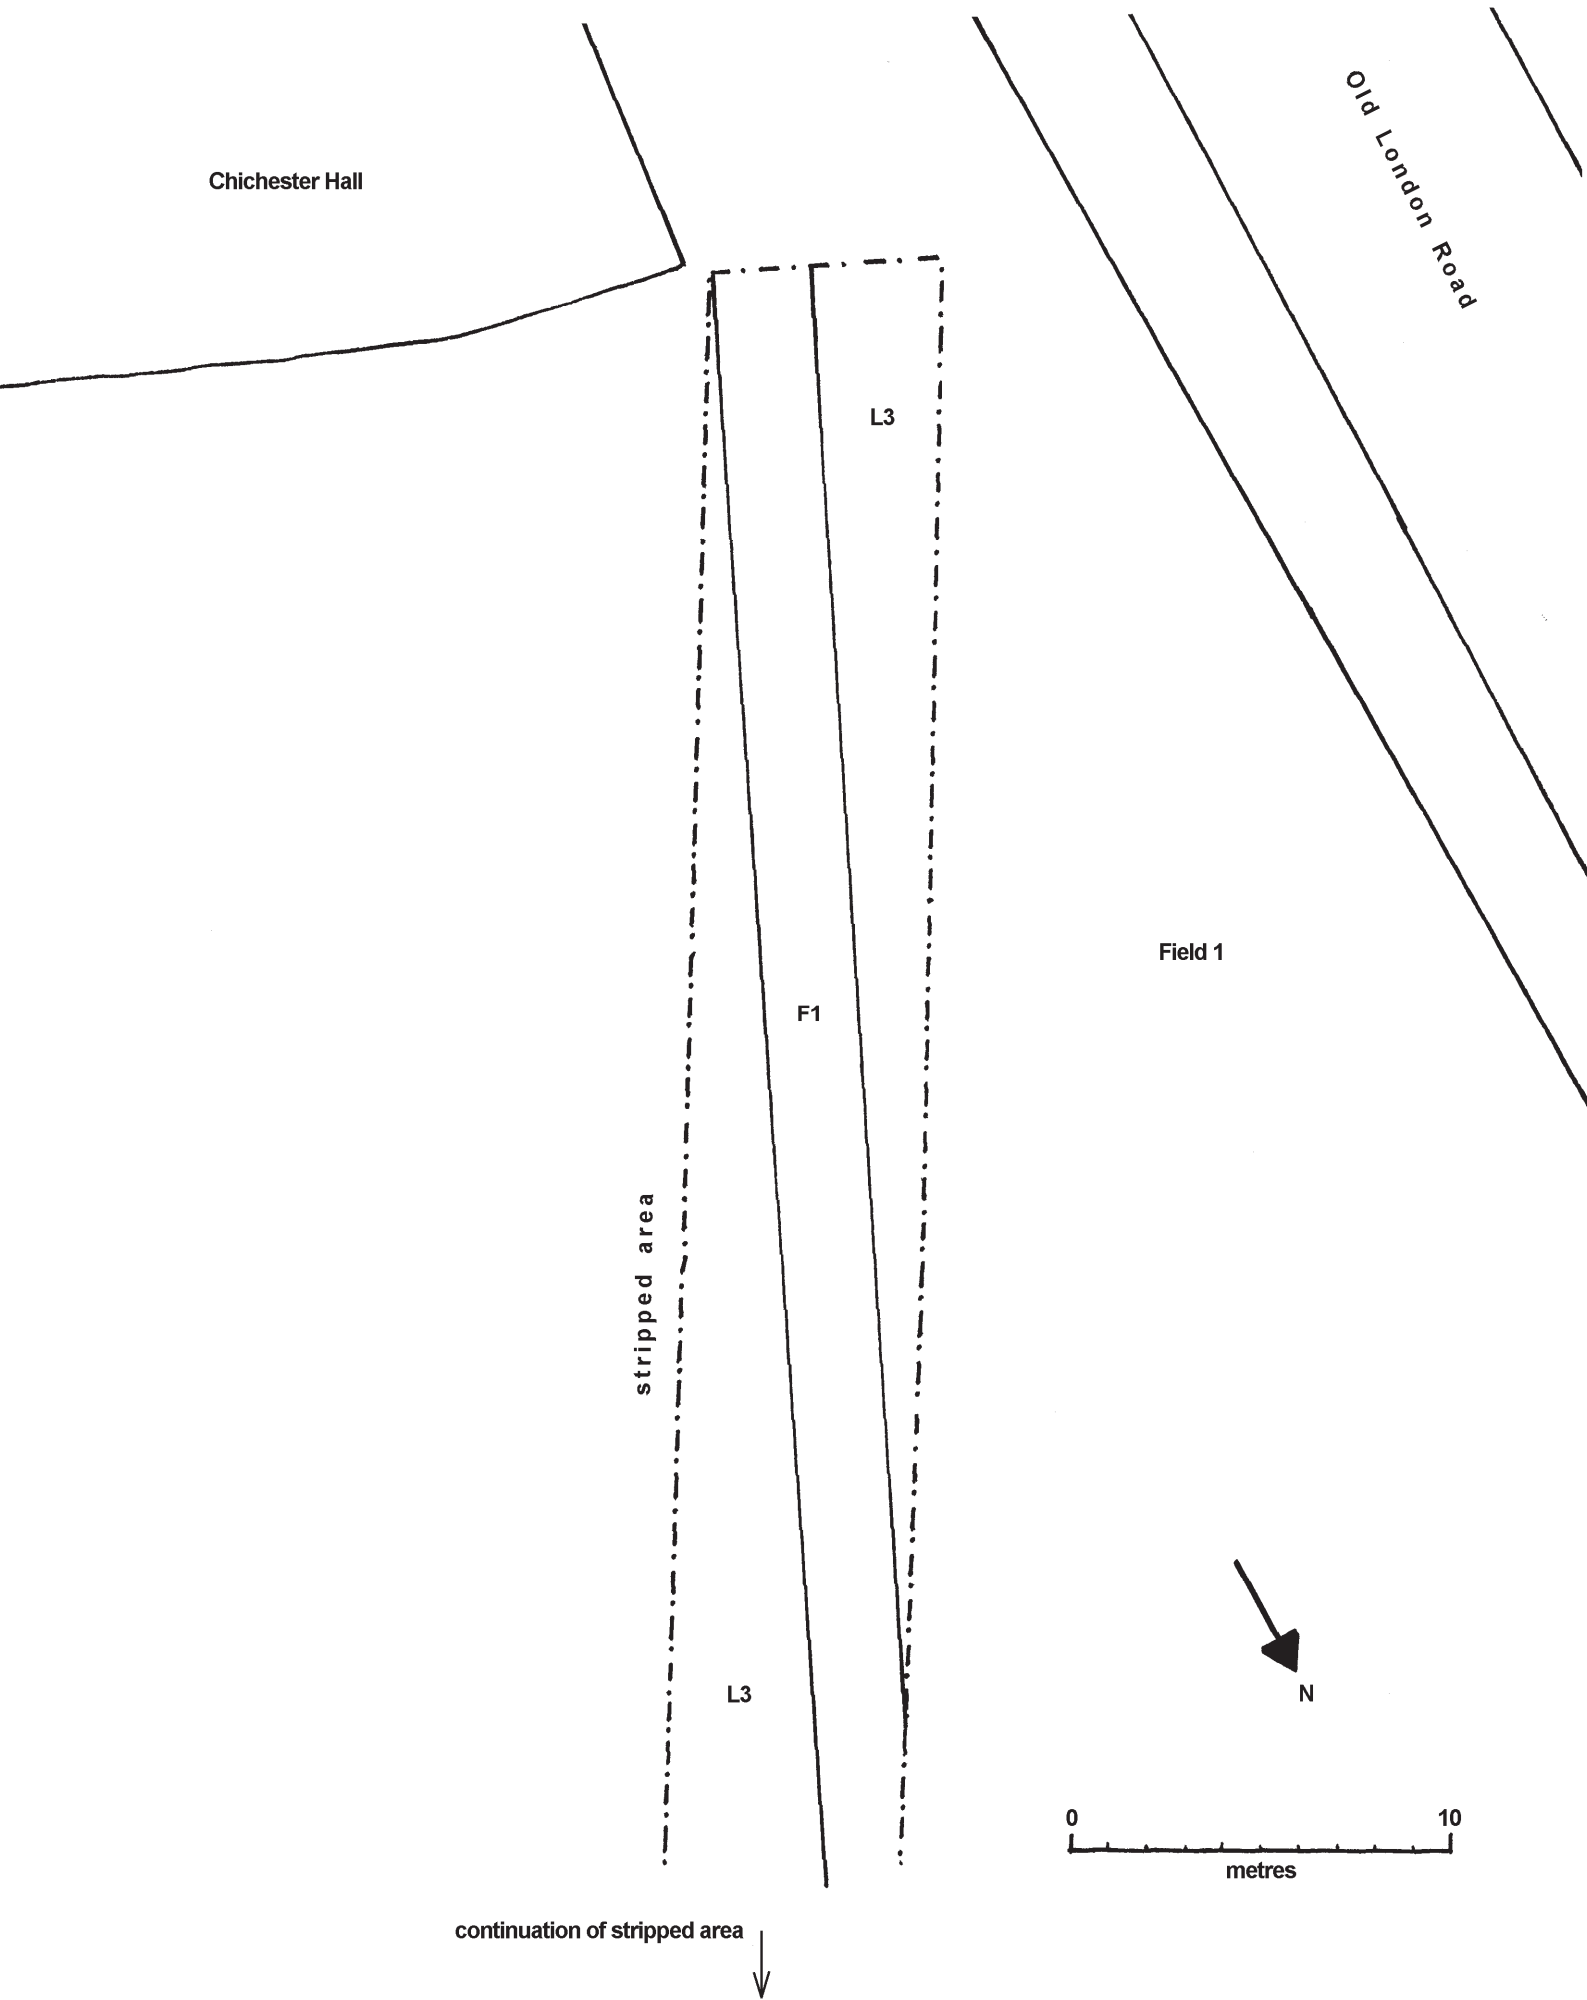 Old London Road
Chichester Hall
L3
Field 1
F1
stripped area
L3
N
0 10
metres
continuation of stripped area